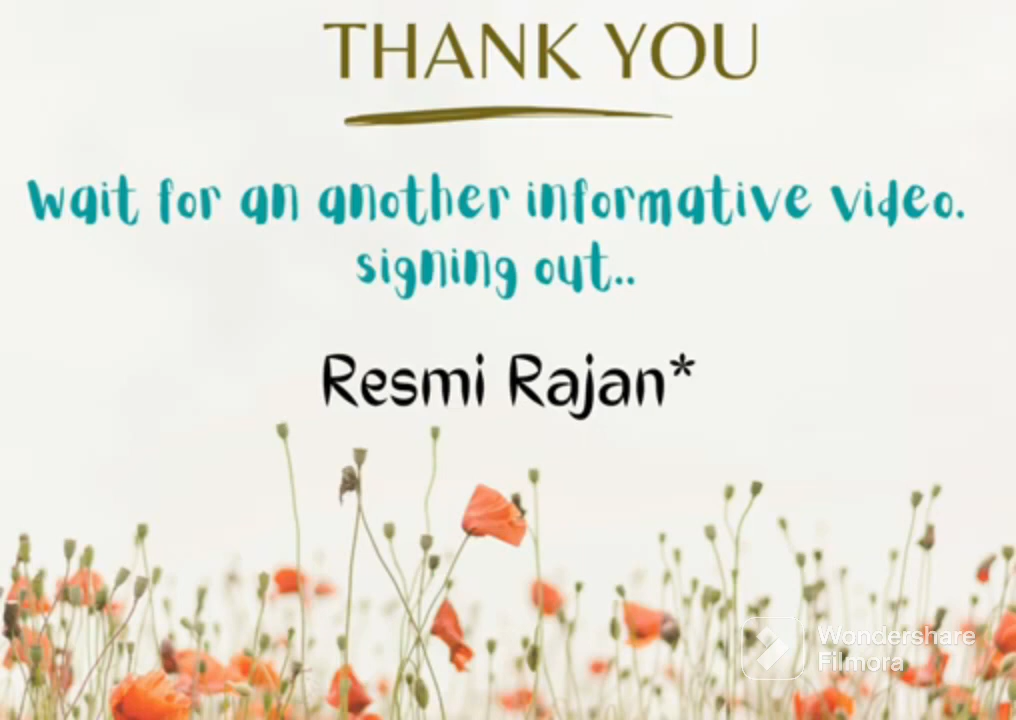 THANK YOU
Wait for an another informative video.
signing out..
Resmi Rajan*
Wondershare
Filmora